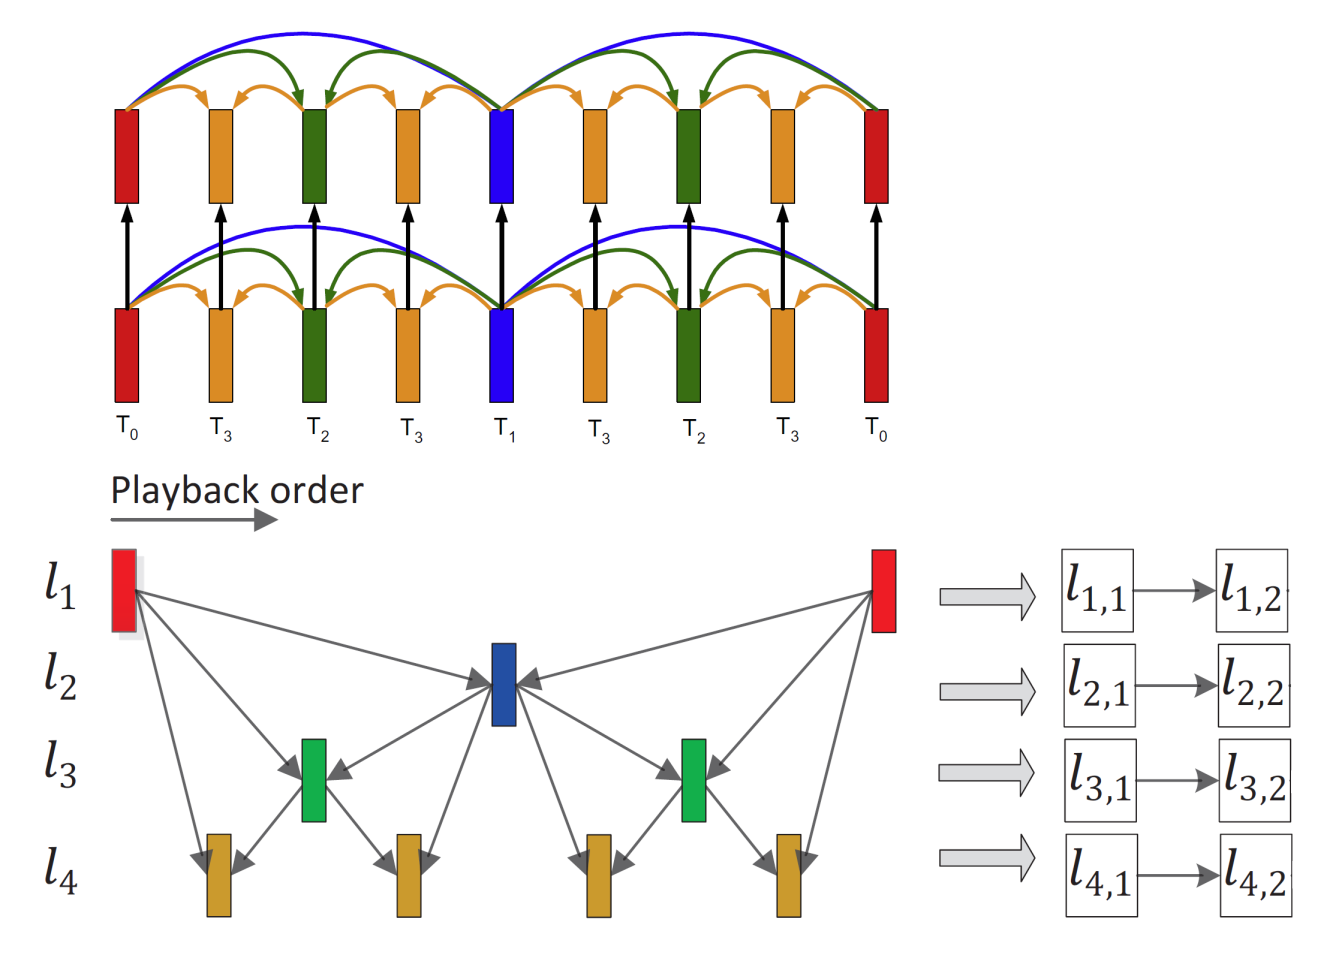 T0 T3 T2 T3 T1 T3 T2 T3 T0
Playback order
l1
l1,1 l1,2
l2
l2,1 l2,2
l3
l3,1 l3,2
l4
l4,1 l4,2